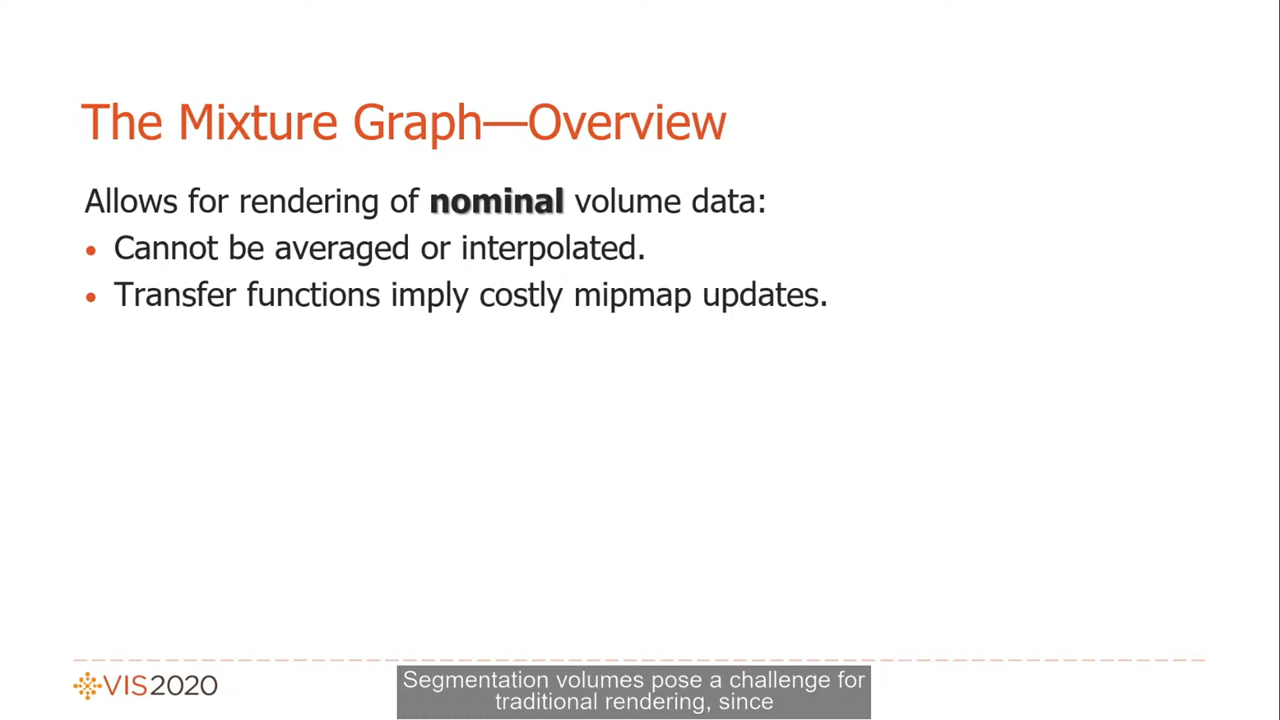 The Mixture Graph—Overview
Allows for rendering of nominal volume data:
• Cannot be averaged or interpolated.
• Transfer functions imply costly mipmap updates.
VIS2020
Segmentation volumes pose a challenge for
traditional rendering, since